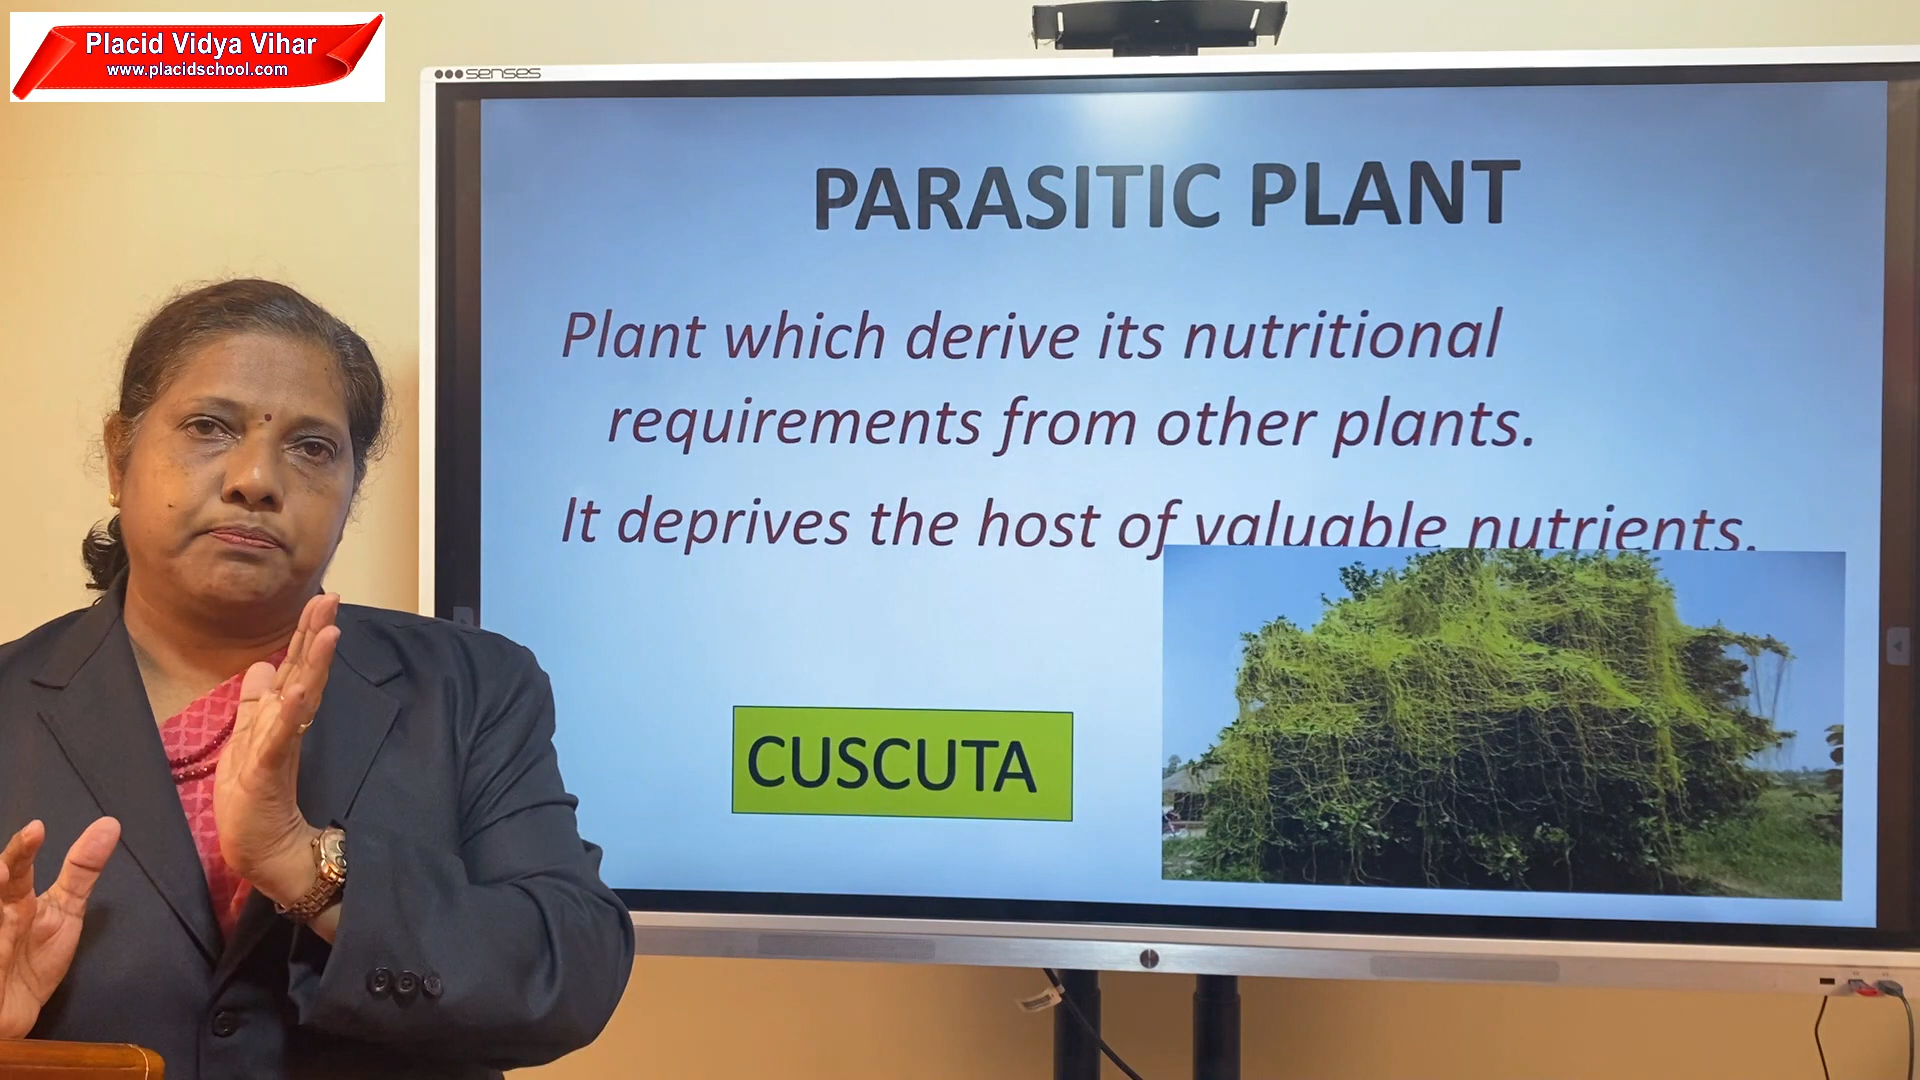 Placid Vidya Vihar
www.placidschool.com
senses
PARASITIC PLANT
Plant which derive its nutritional
requirements from other plants.
It deprives the host of valuable nutrients.
CUSCUTA